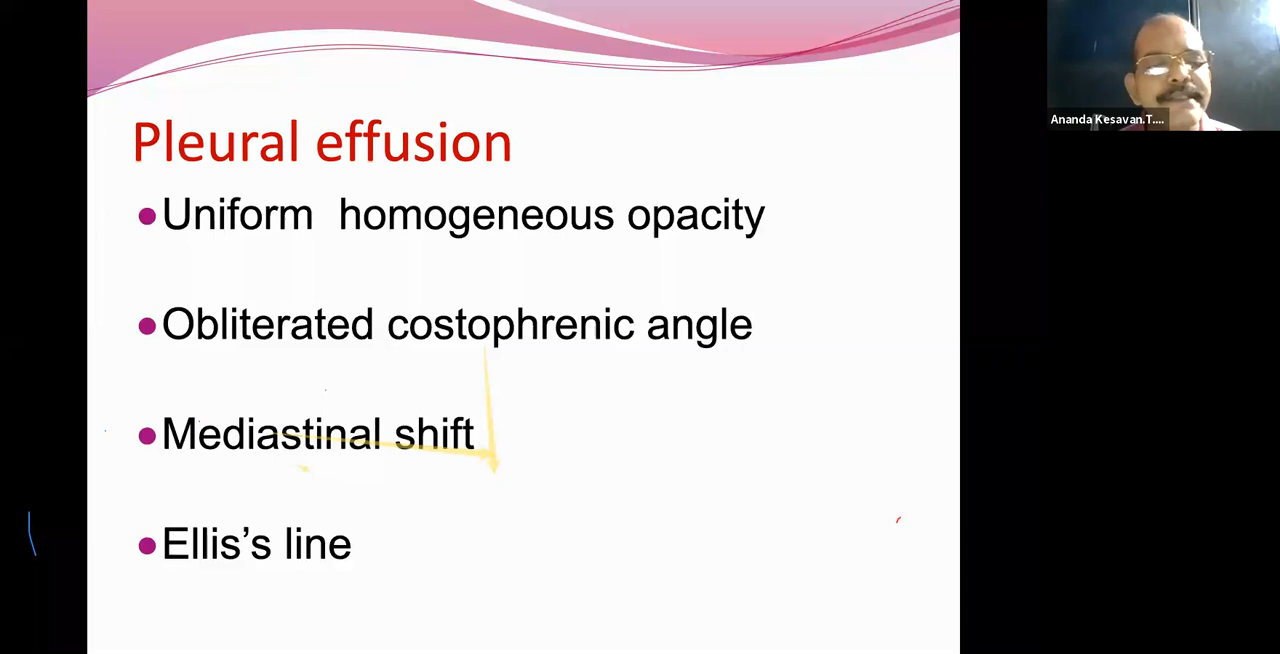 Pleural effusion
Uniform homogeneous opacity
Obliterated costophrenic angle
Mediastinal shift
Ellis’s line
Ananda Kesavan.T....